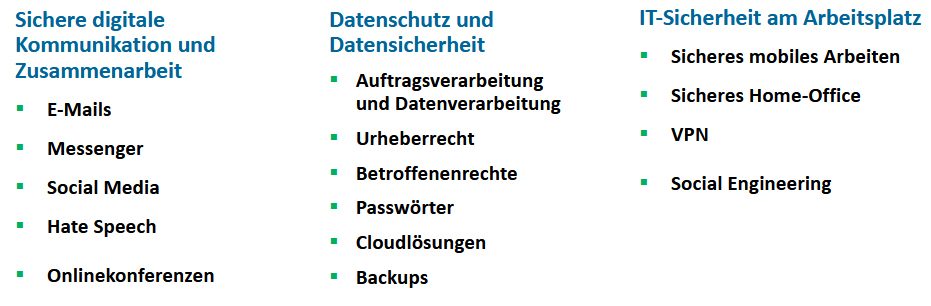 Sichere digitale
Kommunikation und
Zusammenarbeit
E-Mails
Messenger
Social Media
Hate Speech
Onlinekonferenzen
Datenschutz und
Datensicherheit
Auftragsverarbeitung
und Datenverarbeitung
Urheberrecht
Betroffenenrechte
Passwörter
Cloudlösungen
Backups
IT-Sicherheit am Arbeitsplatz
Sicheres mobiles Arbeiten
Sicheres Home-Office
VPN
Social Engineering